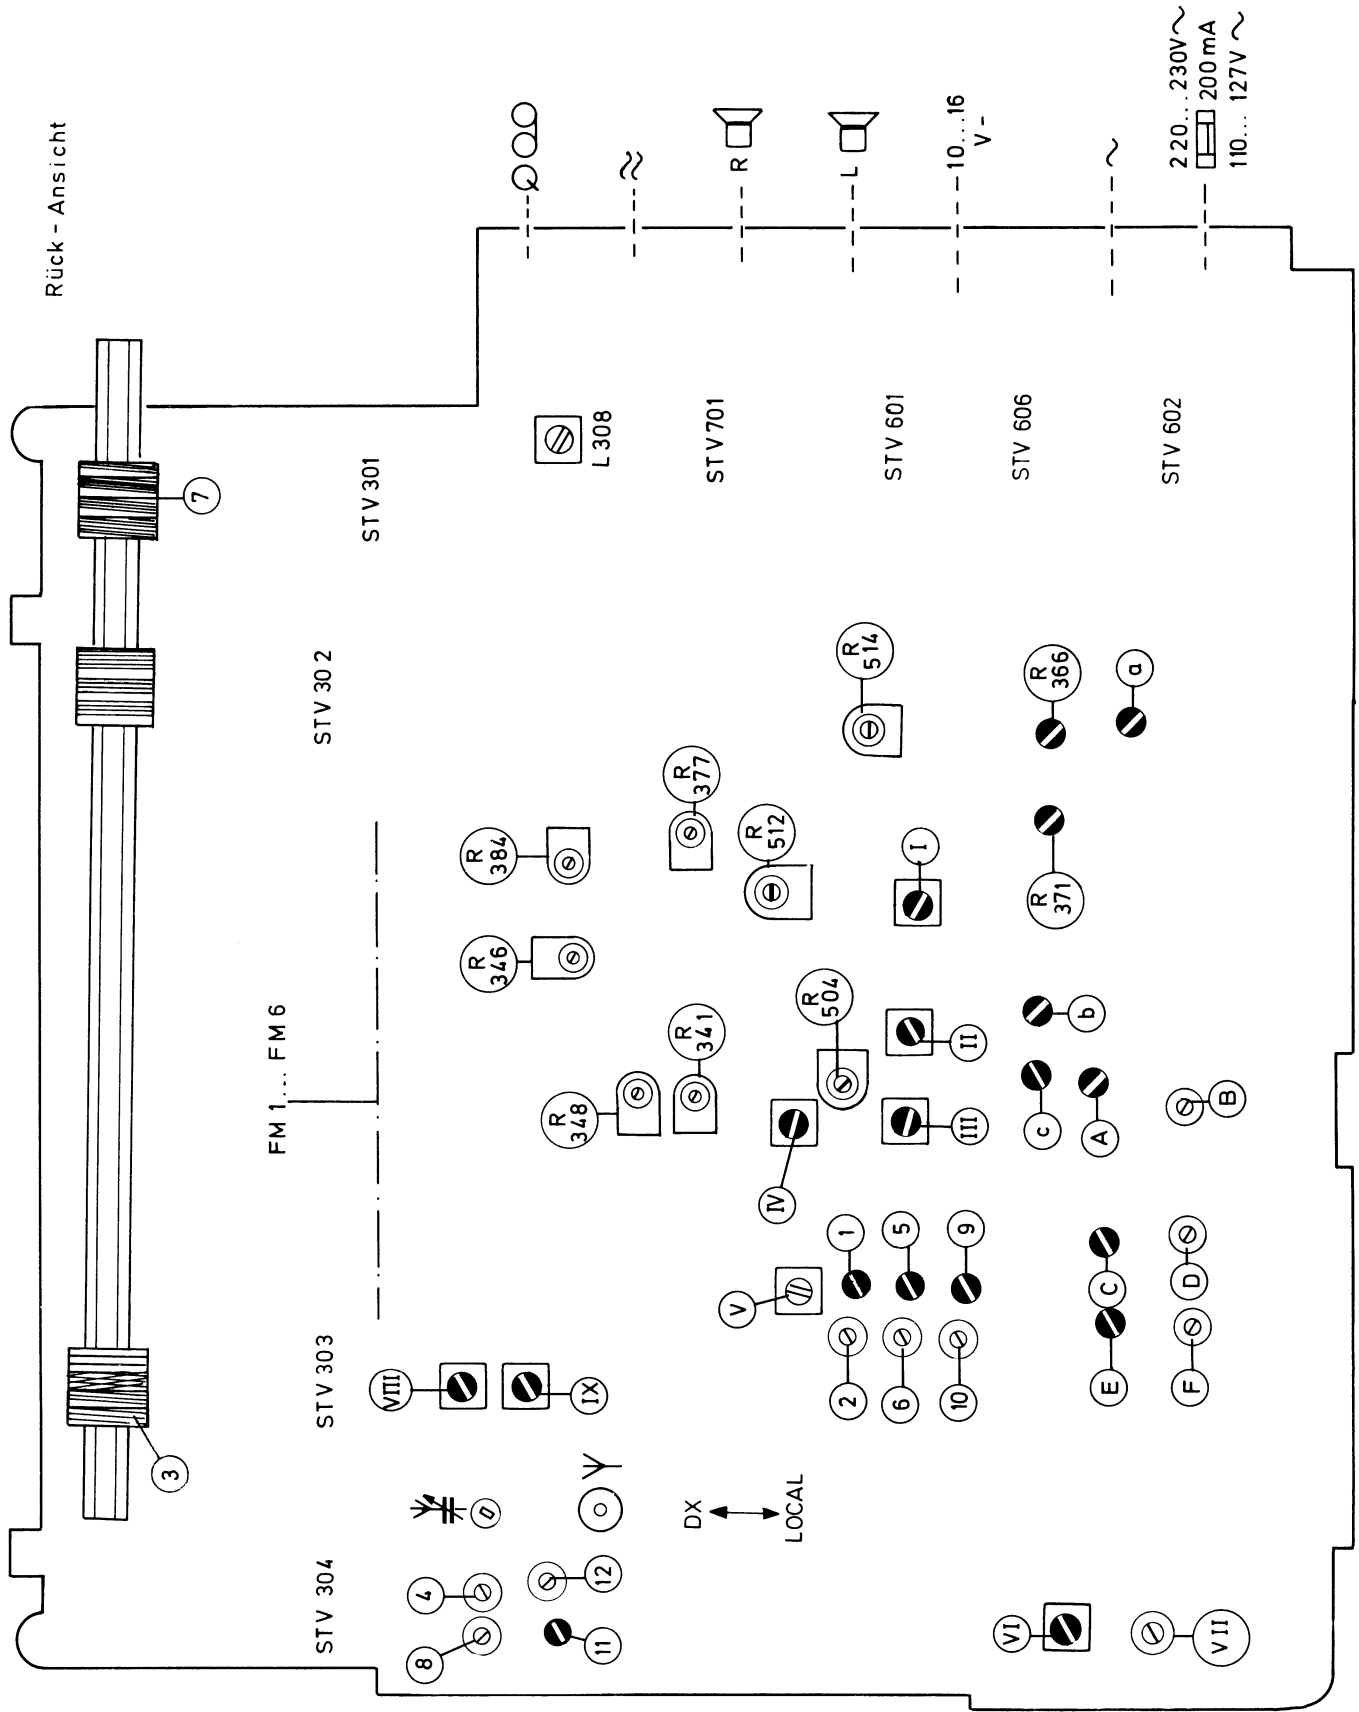 Rück - Ansicht
7
3
STV 301
STV 302
FM 1 ... FM 6
STV 303
STV 304
L308
STV 701
STV 601
STV 606
STV 602
R
L
10...16
V -
220... 230V~
200 mA
110... 127V ~
R
384
R
346
R
377
R
512
R
514
R
348
R
341
R
504
R
366
R
371
a
b
c
A
B
C
D
E
F
I
II
III
IV
V
VI
VII
VIII
IX
1
5
9
2
6
10
4
8
12
11
DX
LOCAL